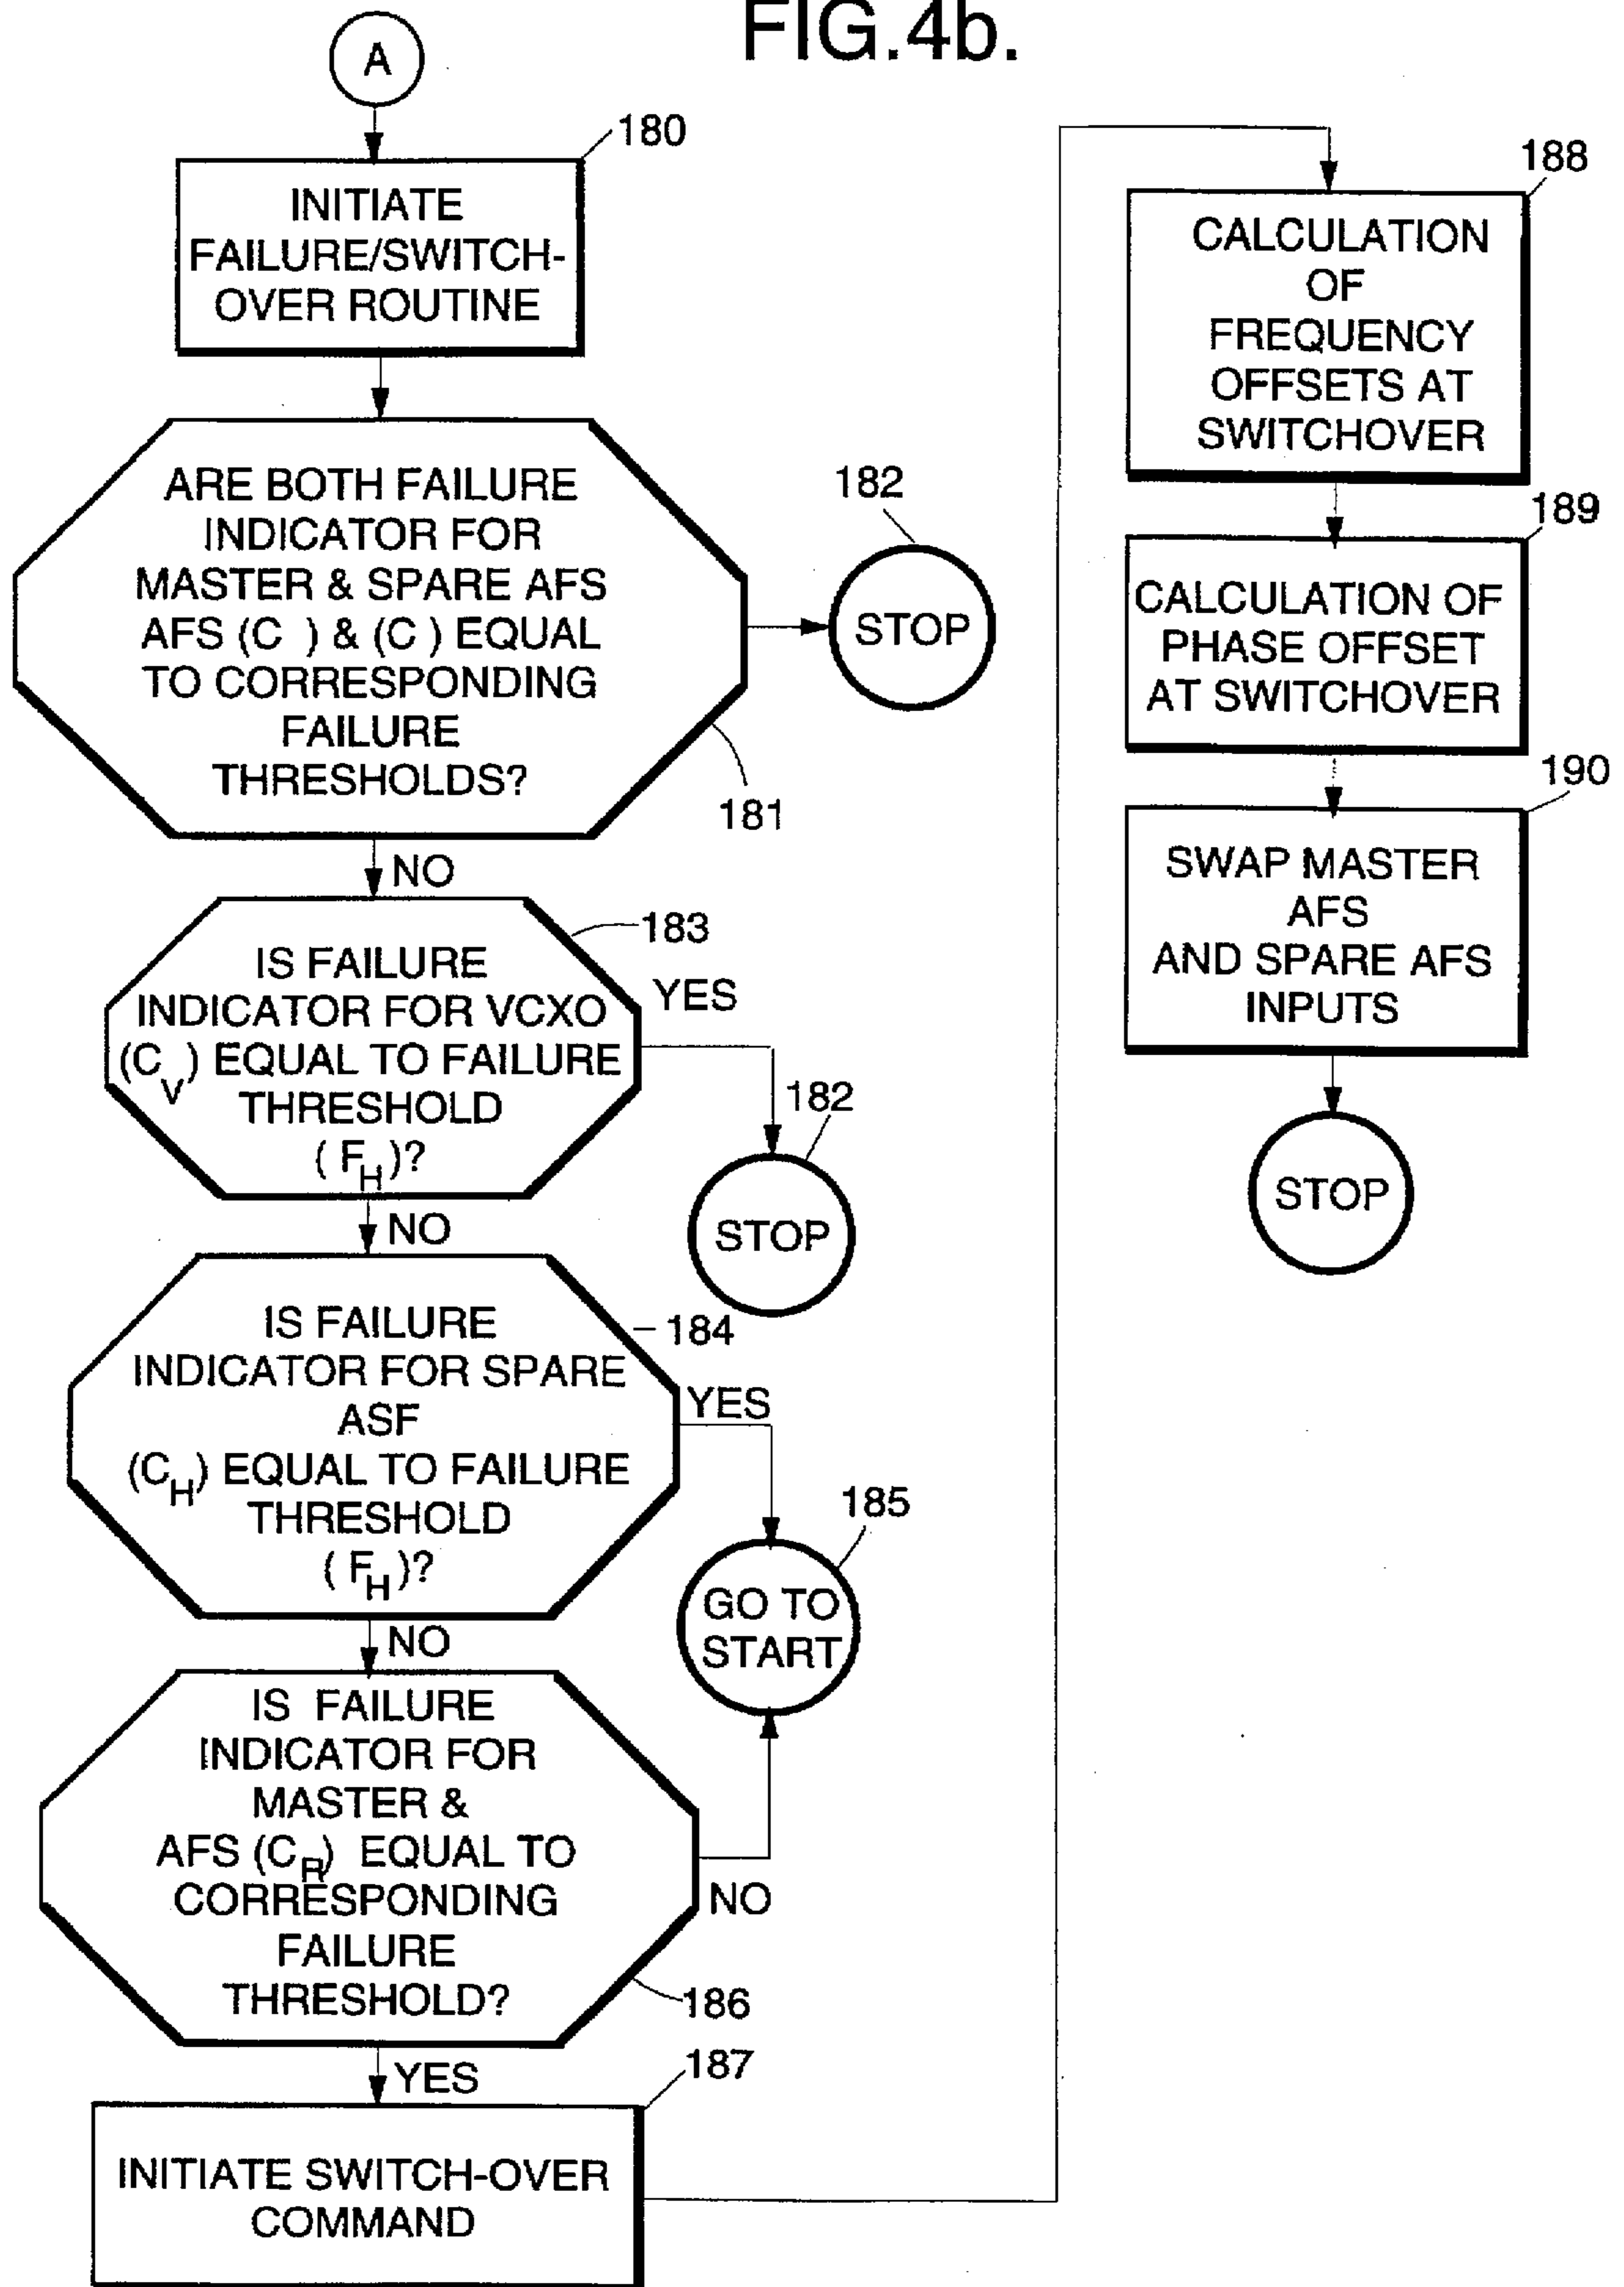 FIG.4b.
A
180
INITIATE
FAILURE/SWITCH-
OVER ROUTINE
ARE BOTH FAILURE
INDICATOR FOR
MASTER & SPARE AFS
AFS (C ) & (C ) EQUAL
TO CORRESPONDING
FAILURE
THRESHOLDS?
181
182
STOP
NO
183
IS FAILURE
INDICATOR FOR VCXO
(C_V) EQUAL TO FAILURE
THRESHOLD
( F_H)?
YES
182
STOP
NO
184
IS FAILURE
INDICATOR FOR SPARE
ASF
(C_H) EQUAL TO FAILURE
THRESHOLD
( F_H)?
YES
185
GO TO
START
NO
IS FAILURE
INDICATOR FOR
MASTER &
AFS (C_R) EQUAL TO
CORRESPONDING
FAILURE
THRESHOLD?
NO
186
YES
187
INITIATE SWITCH-OVER
COMMAND
188
CALCULATION
OF
FREQUENCY
OFFSETS AT
SWITCHOVER
189
CALCULATION OF
PHASE OFFSET
AT SWITCHOVER
190
SWAP MASTER
AFS
AND SPARE AFS
INPUTS
STOP